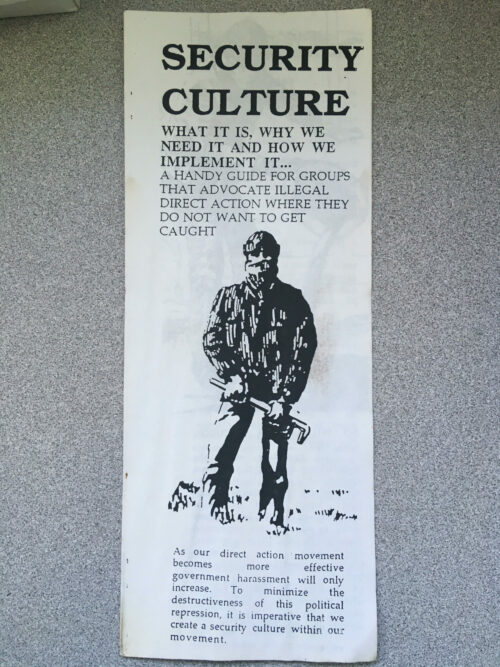 SECURITY
CULTURE
WHAT IT IS, WHY WE
NEED IT AND HOW WE
IMPLEMENT IT...
A HANDY GUIDE FOR GROUPS
THAT ADVOCATE ILLEGAL
DIRECT ACTION WHERE THEY
DO NOT WANT TO GET
CAUGHT
As our direct action movement
becomes more effective
government harassment will only
increase. To minimize the
destructiveness of this political
repression, it is imperative that we
create a security culture within our
movement.